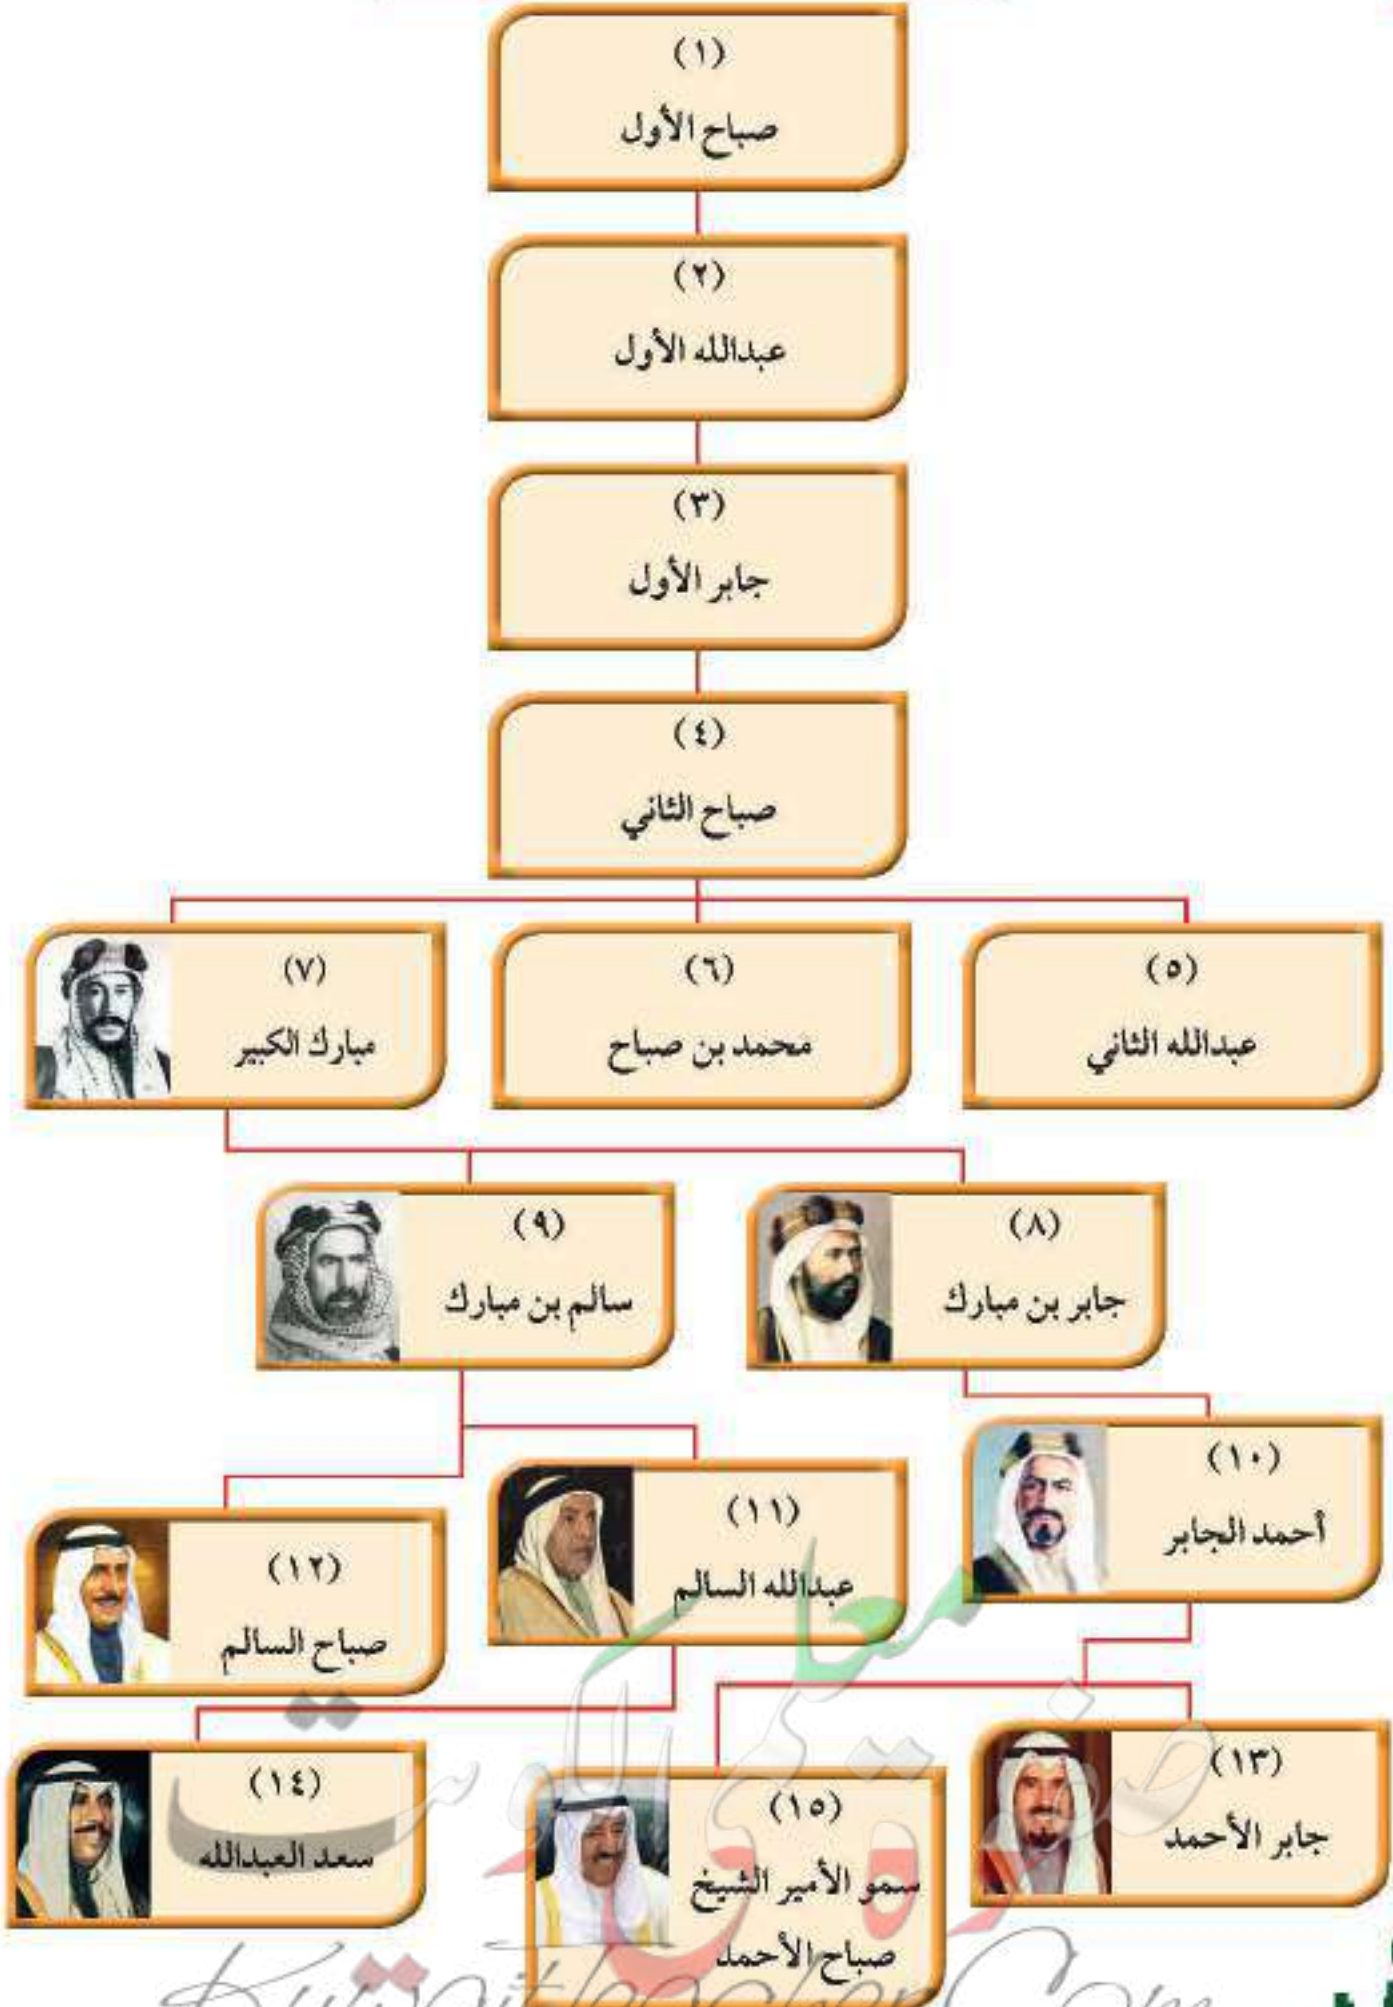 (١)
صباح الأول
(٢)
عبدالله الأول
(٣)
جابر الأول
(٤)
صباح الثاني
(٥)
عبدالله الثاني
(٦)
محمد بن صباح
(٧)
مبارك الكبير
(٨)
جابر بن مبارك
(٩)
سالم بن مبارك
(١٠)
أحمد الجابر
(١١)
عبدالله السالم
(١٢)
صباح السالم
(١٣)
جابر الأحمد
(١٤)
سعد العبدالله
(١٥)
سمو الأمير الشيخ
صباح الأحمد